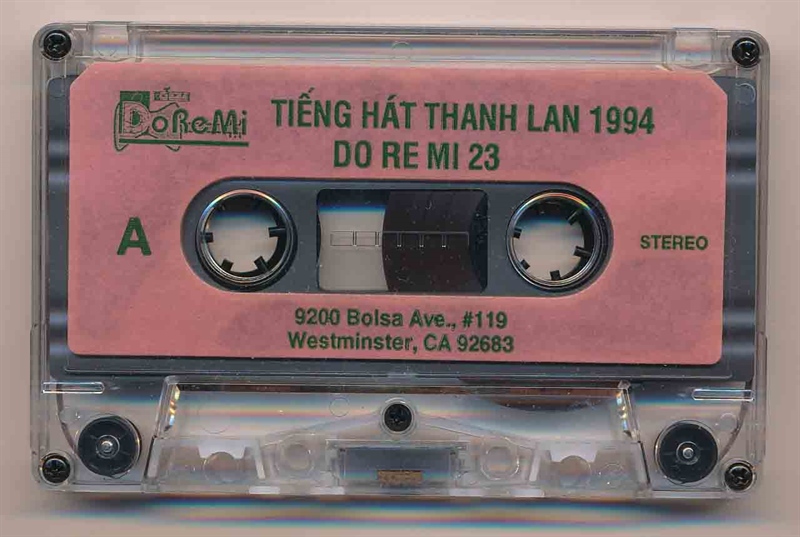 DoReMi
TIẾNG HÁT THANH LAN 1994
DO RE MI 23
A
STEREO
9200 Bolsa Ave., #119
Westminster, CA 92683